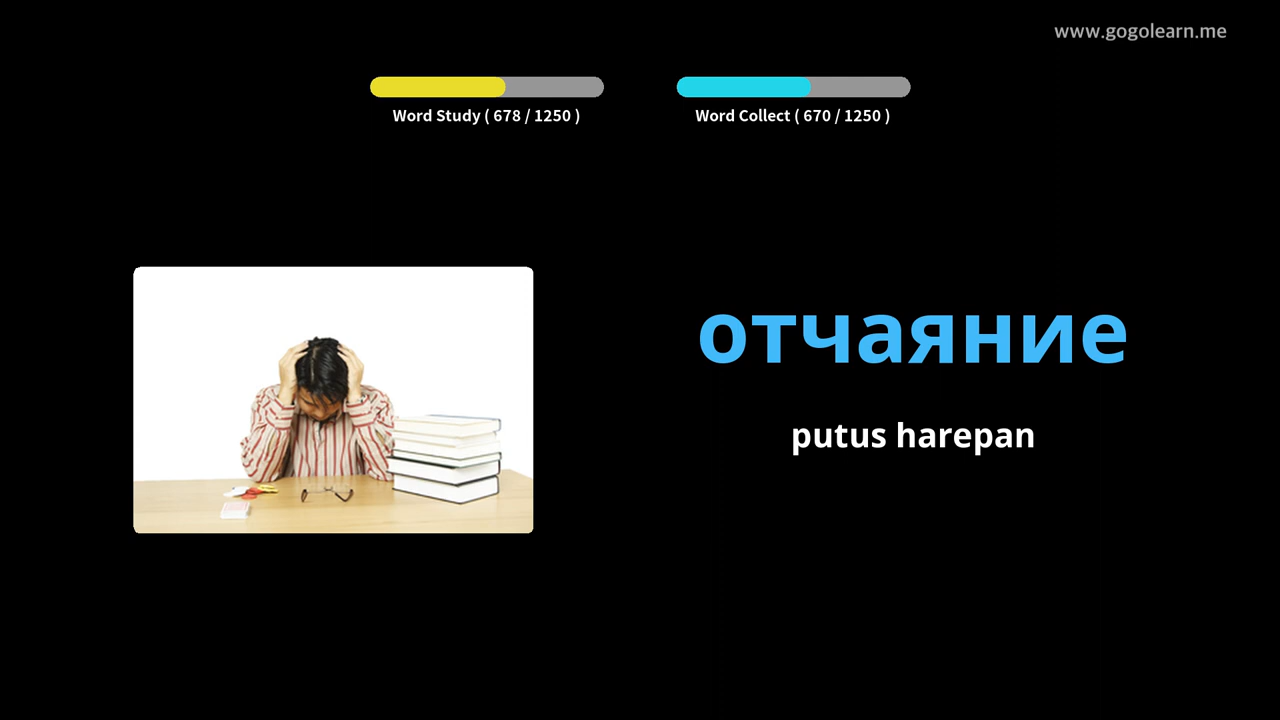 www.gogolearn.me
Word Study ( 678 / 1250 )
Word Collect ( 670 / 1250 )
отчаяние
putus harepan